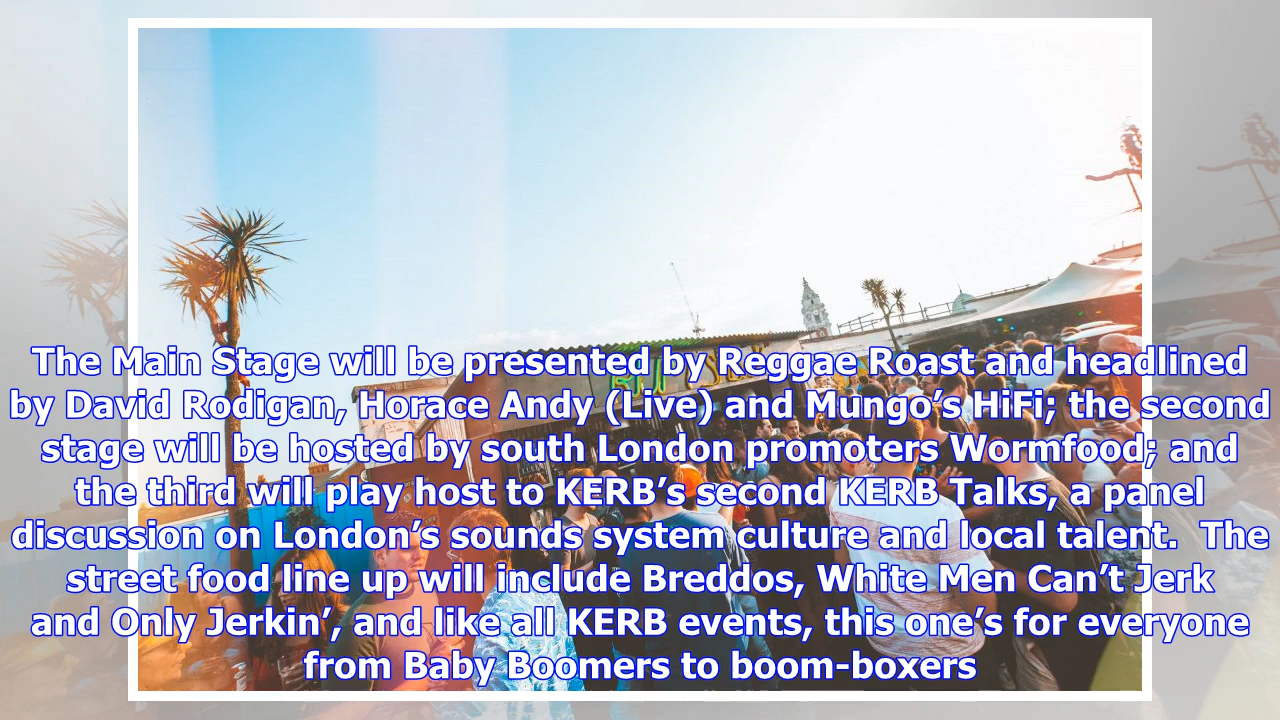 The Main Stage will be presented by Reggae Roast and headlined
by David Rodigan, Horace Andy (Live) and Mungo’s HiFi; the second
stage will be hosted by south London promoters Wormfood; and
the third will play host to KERB’s second KERB Talks, a panel
discussion on London’s sounds system culture and local talent.  The
street food line up will include Breddos, White Men Can’t Jerk
and Only Jerkin’, and like all KERB events, this one’s for everyone
from Baby Boomers to boom-boxers